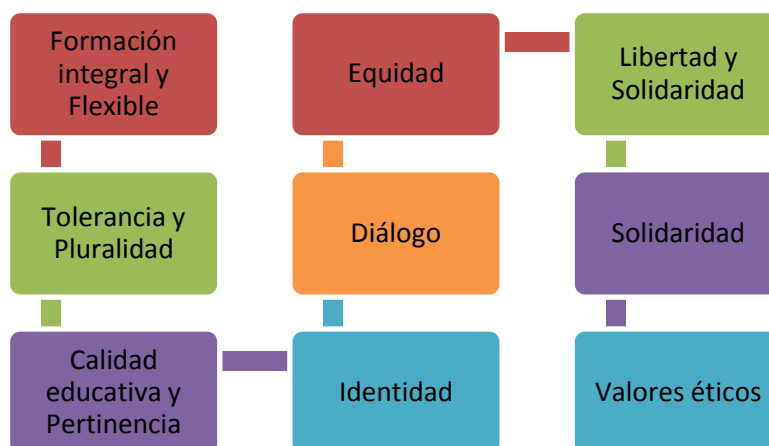 Formación
integral y
Flexible
Tolerancia y
Pluralidad
Calidad
educativa y
Pertinencia
Identidad
Diálogo
Equidad
Libertad y
Solidaridad
Solidaridad
Valores éticos